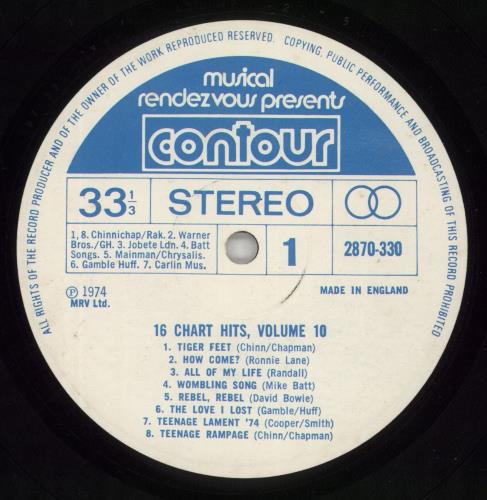 ALL RIGHTS OF THE RECORD PRODUCER AND OF THE OWNER OF THE WORK REPRODUCED RESERVED. COPYING, PUBLIC PERFORMANCE AND BROADCASTING OF THIS RECORD PROHIBITED
musical
rendezvous presents
contour
33 1/3 STEREO
1, 8. Chinnichap/Rak. 2. Warner
Bros./GH. 3. Jobete Ldn. 4. Batt
Songs. 5. Mainman/Chrysalis.
6. Gamble Huff. 7. Carlin Mus.
1
2870-330
℗ 1974
MRV Ltd.
MADE IN ENGLAND
16 CHART HITS, VOLUME 10
1. TIGER FEET (Chinn/Chapman)
2. HOW COME? (Ronnie Lane)
3. ALL OF MY LIFE (Randall)
4. WOMBLING SONG (Mike Batt)
5. REBEL, REBEL (David Bowie)
6. THE LOVE I LOST (Gamble/Huff)
7. TEENAGE LAMENT '74 (Cooper/Smith)
8. TEENAGE RAMPAGE (Chinn/Chapman)